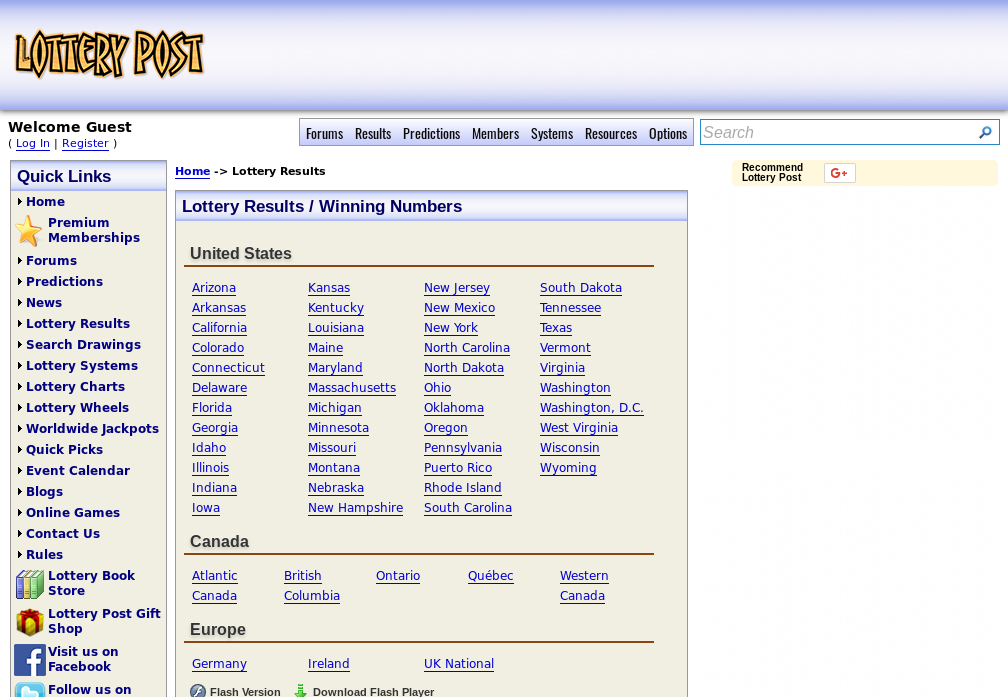 LOTTERY POST
Welcome Guest
( Log In | Register )
Forums Results Predictions Members Systems Resources Options
Search
Quick Links
Home
Premium
Memberships
Forums
Predictions
News
Lottery Results
Search Drawings
Lottery Systems
Lottery Charts
Lottery Wheels
Worldwide Jackpots
Quick Picks
Event Calendar
Blogs
Online Games
Contact Us
Rules
Lottery Book
Store
Lottery Post Gift
Shop
Visit us on
Facebook
Follow us on
Home -> Lottery Results
Lottery Results / Winning Numbers
United States
Arizona Kansas New Jersey South Dakota
Arkansas Kentucky New Mexico Tennessee
California Louisiana New York Texas
Colorado Maine North Carolina Vermont
Connecticut Maryland North Dakota Virginia
Delaware Massachusetts Ohio Washington
Florida Michigan Oklahoma Washington, D.C.
Georgia Minnesota Oregon West Virginia
Idaho Missouri Pennsylvania Wisconsin
Illinois Montana Puerto Rico Wyoming
Indiana Nebraska Rhode Island
Iowa New Hampshire South Carolina
Canada
Atlantic British Ontario Québec Western
Canada Columbia Canada
Europe
Germany Ireland UK National
Flash Version Download Flash Player
Recommend
Lottery Post
G+